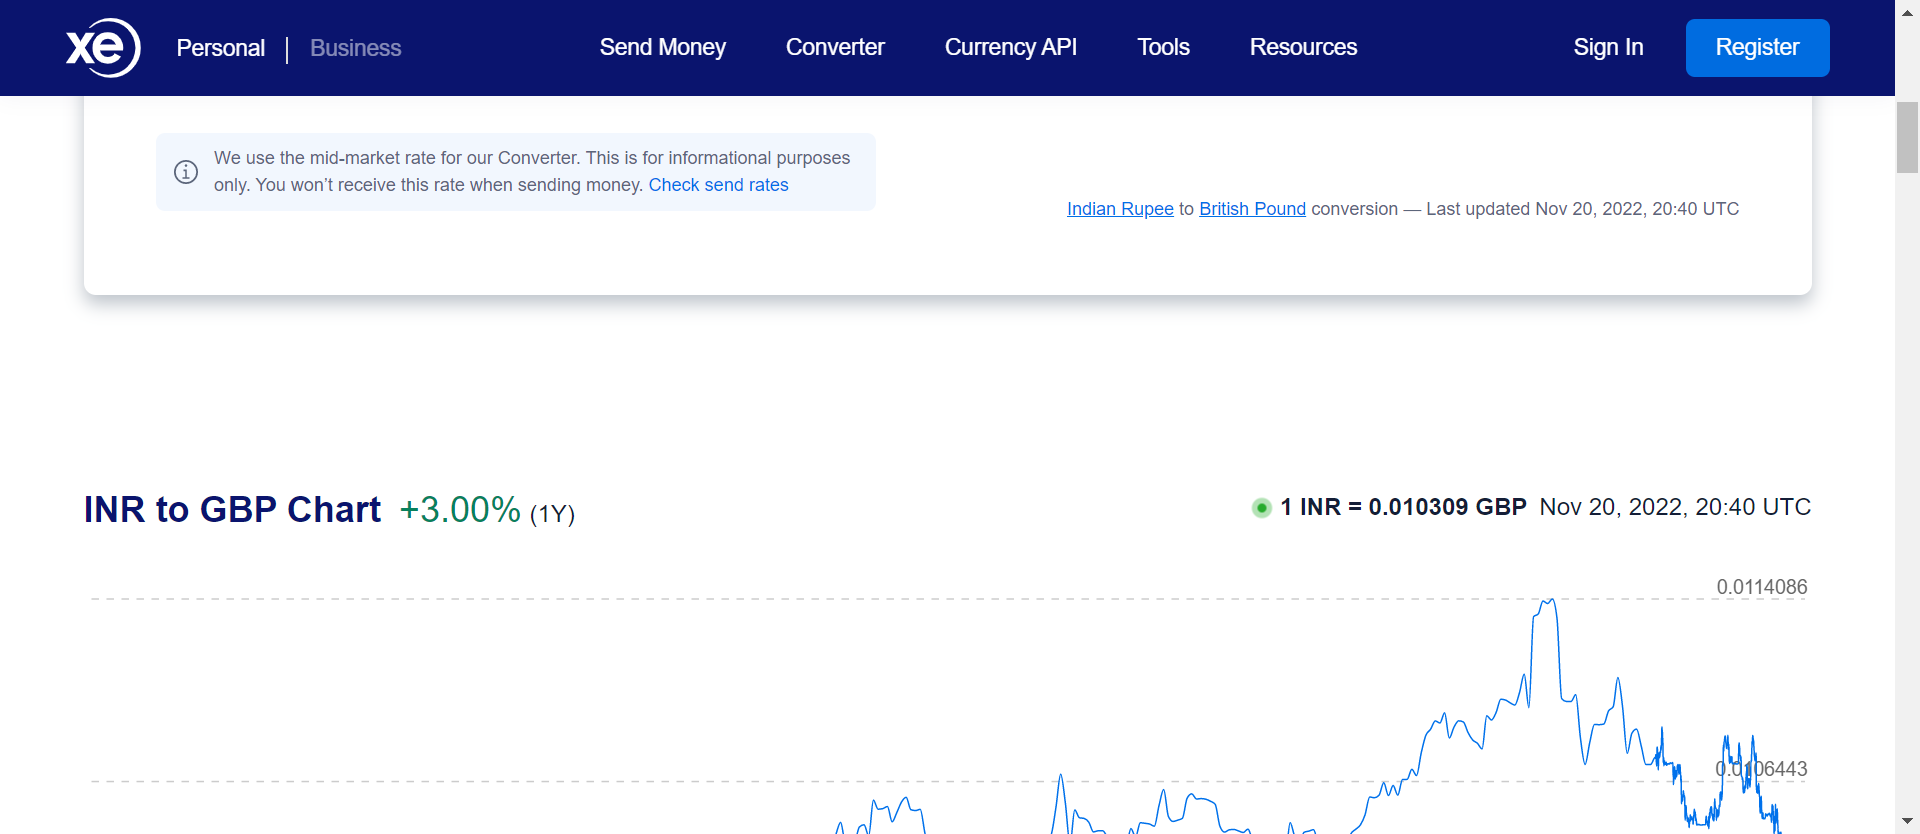 xe Personal | Business Send Money Converter Currency API Tools Resources Sign In Register
We use the mid-market rate for our Converter. This is for informational purposes
only. You won’t receive this rate when sending money. Check send rates
Indian Rupee to British Pound conversion — Last updated Nov 20, 2022, 20:40 UTC
INR to GBP Chart +3.00% (1Y)
1 INR = 0.010309 GBP Nov 20, 2022, 20:40 UTC
0.0114086
0.0106443